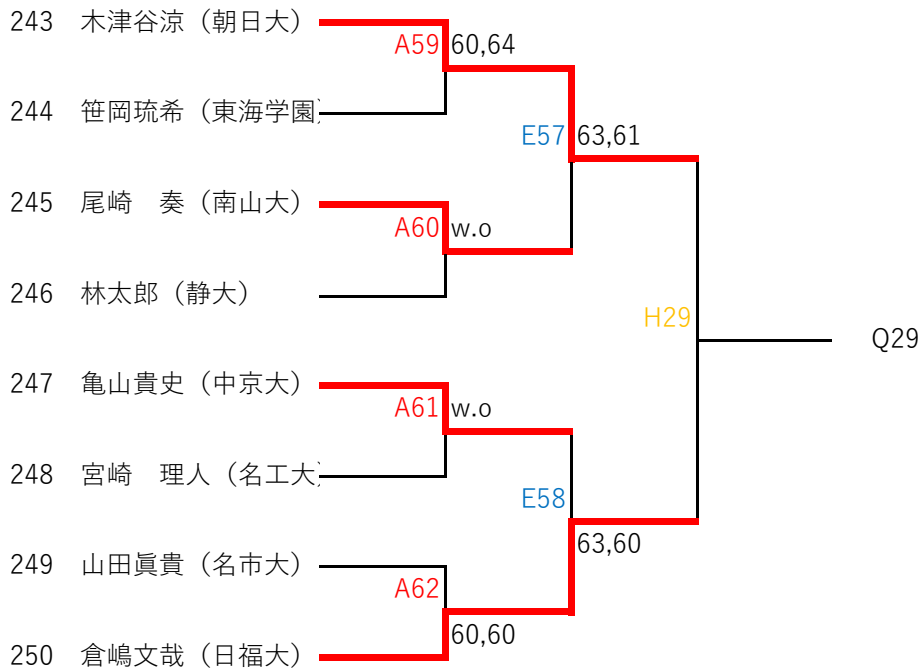 243 木津谷涼（朝日大）
A59 60,64
244 笹岡琉希（東海学園）
E57 63,61
245 尾崎　奏（南山大）
A60 w.o
246 林太郎（静大）
H29
Q29
247 亀山貴史（中京大）
A61 w.o
248 宮崎　理人（名工大）
E58
63,60
249 山田眞貴（名市大）
A62
60,60
250 倉嶋文哉（日福大）